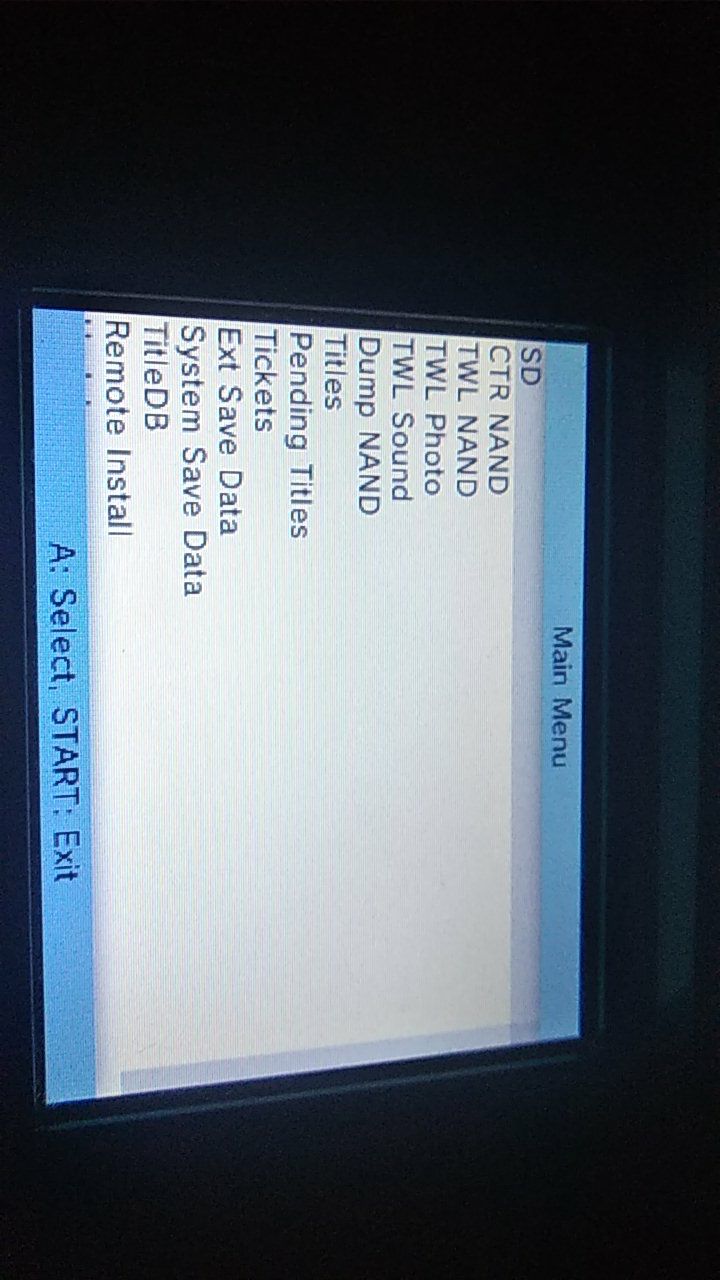 Main Menu
SD
CTR NAND
TWL NAND
TWL Photo
TWL Sound
Dump NAND
Titles
Pending Titles
Tickets
Ext Save Data
System Save Data
TitleDB
Remote Install
A: Select, START: Exit